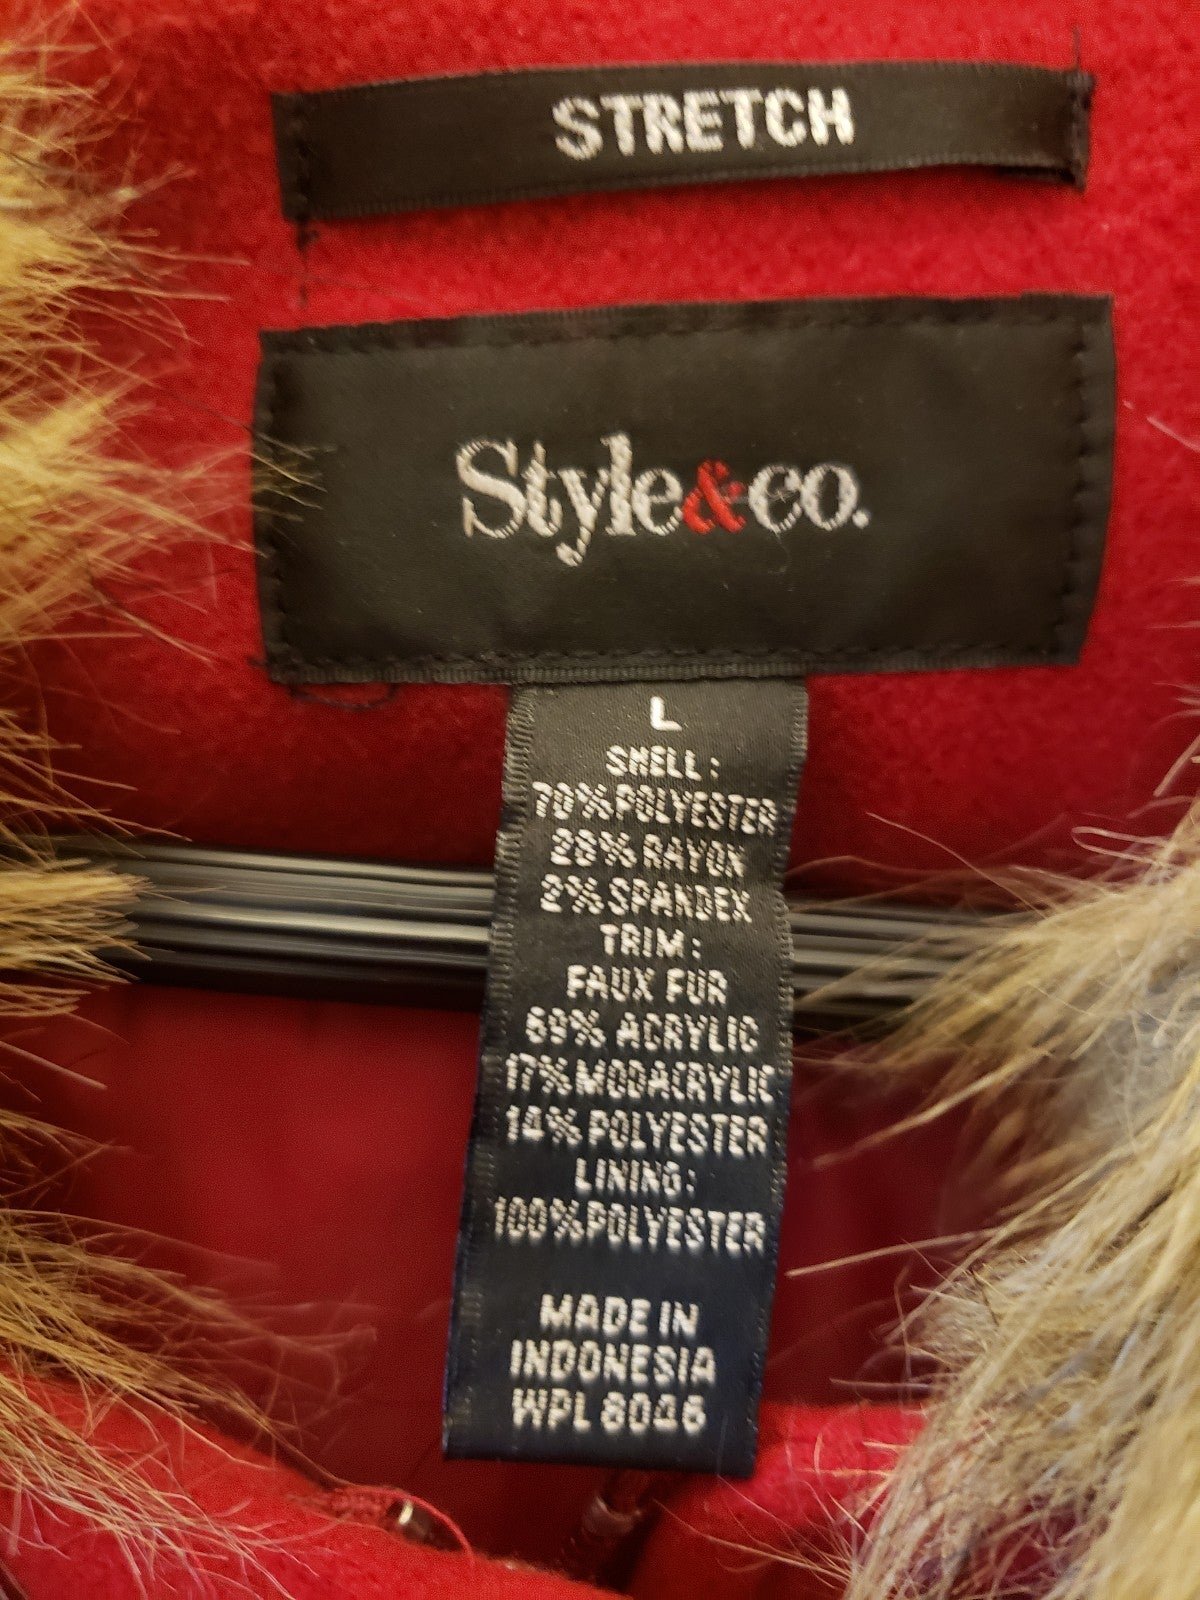 STRETCH
Style&co.
L
SHELL:
70%POLYESTER
28%RAYON
2%SPANDEX
TRIM:
FAUX FUR
69% ACRYLIC
17%MODACRYLIC
14%POLYESTER
LINING:
100%POLYESTER
MADE IN
INDONESIA
WPL 8046